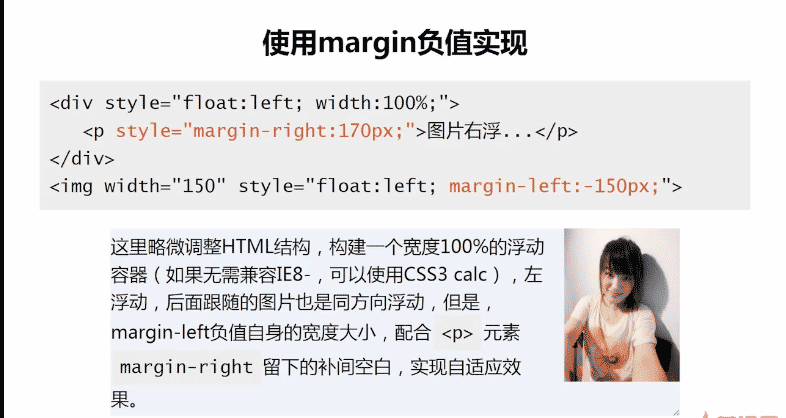 使用margin负值实现
<div style="float:left; width:100%;">
<p style="margin-right:170px;">图片右浮...</p>
</div>
<img width="150" style="float:left; margin-left:-150px;">
这里略微调整HTML结构，构建一个宽度100%的浮动
容器（如果无需兼容IE8-，可以使用CSS3 calc），左
浮动，后面跟随的图片也是同方向浮动，但是，
margin-left负值自身的宽度大小，配合 <p> 元素
margin-right 留下的补间空白，实现自适应效
果。